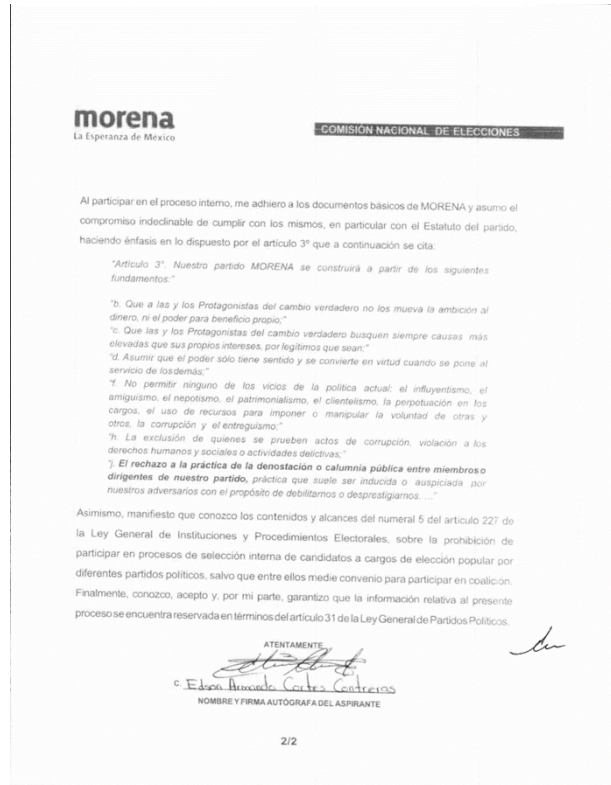 morena
La Esperanza de México
COMISIÓN NACIONAL DE ELECCIONES
Al participar en el proceso interno, me adhiero a los documentos básicos de MORENA y asumo el
compromiso indeclinable de cumplir con los mismos, en particular con el Estatuto del partido,
haciendo énfasis en lo dispuesto por el artículo 3º que a continuación se cita:
"Artículo 3°. Nuestro partido MORENA se construirá a partir de los siguientes
fundamentos:"
"b. Que a las y los Protagonistas del cambio verdadero no los mueva la ambición al
dinero, ni el poder para beneficio propio;"
"c. Que las y los Protagonistas del cambio verdadero busquen siempre causas más
elevadas que sus propios intereses, por legítimos que sean;"
"d. Asumir que el poder sólo tiene sentido y se convierte en virtud cuando se pone al
servicio de losdemás;"
"f. No permitir ninguno de los vicios de la política actual: el influyentismo, el
amiguismo, el nepotismo, el patrimonialismo, el clientelismo, la perpetuación en los
cargos, el uso de recursos para imponer o manipular la voluntad de otras y
otros, la corrupción y el entreguismo;"
"h. La exclusión de quienes se prueben actos de corrupción, violación a los
derechos humanos y sociales o actividades delictivas;"
"j. El rechazo a la práctica de la denostación o calumnia pública entre miembroso
dirigentes de nuestro partido, práctica que suele ser inducida o auspiciada por
nuestros adversarios con el propósito de debilitarnos o desprestigiarnos. ..."
Asimismo, manifiesto que conozco los contenidos y alcances del numeral 5 del artículo 227 de
la Ley General de Instituciones y Procedimientos Electorales, sobre la prohibición de
participar en procesos de selección interna de candidatos a cargos de elección popular por
diferentes partidos políticos, salvo que entre ellos medie convenio para participar en coalición.
Finalmente, conozco, acepto y, por mi parte, garantizo que la información relativa al presente
proceso se encuentra reservada en términos del artículo 31 de la Ley General de Partidos Políticos.
ATENTAMENTE
C. Edson Armando Cortes Contreras
NOMBRE Y FIRMA AUTÓGRAFA DEL ASPIRANTE
2/2